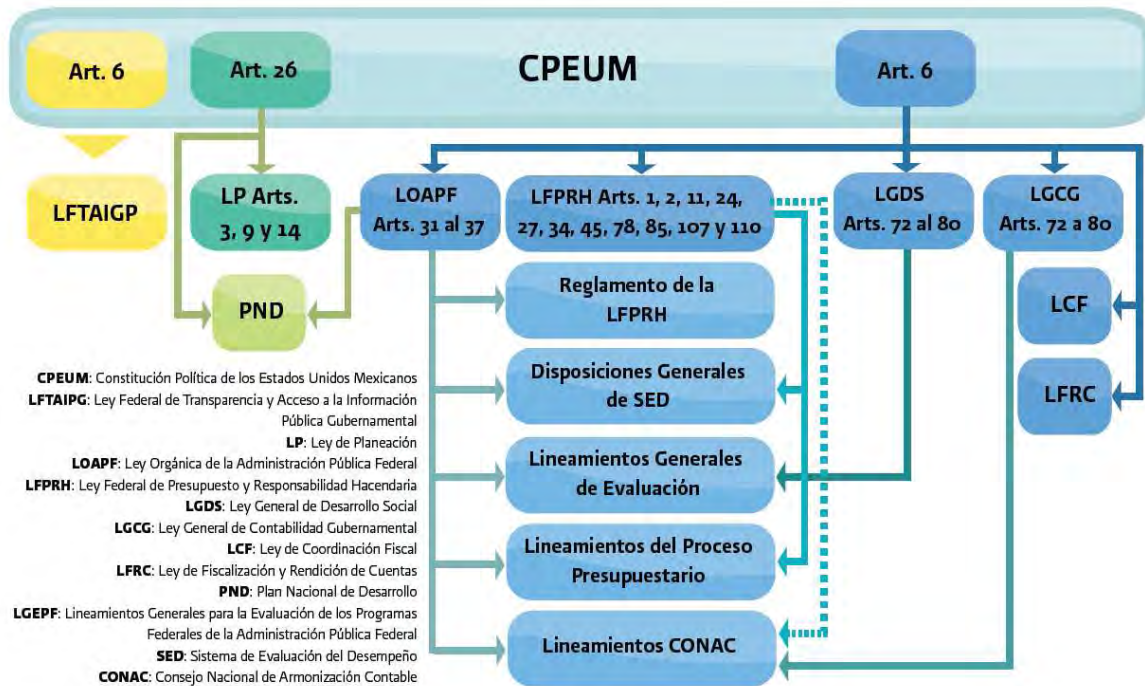 Art. 6
Art. 26
CPEUM
Art. 6
LFTAIGP
LP Arts.
3, 9 y 14
LOAPF
Arts. 31 al 37
LFPRH Arts. 1, 2, 11, 24,
27, 34, 45, 78, 85, 107 y 110
LGDS
Arts. 72 al 80
LGCG
Arts. 72 a 80
PND
Reglamento de la
LFPRH
LCF
Disposiciones Generales
de SED
LFRC
Lineamientos Generales
de Evaluación
Lineamientos del Proceso
Presupuestario
Lineamientos CONAC
CPEUM: Constitución Política de los Estados Unidos Mexicanos
LFTAIPG: Ley Federal de Transparencia y Acceso a la Información
Pública Gubernamental
LP: Ley de Planeación
LOAPF: Ley Orgánica de la Administración Pública Federal
LFPRH: Ley Federal de Presupuesto y Responsabilidad Hacendaria
LGDS: Ley General de Desarrollo Social
LGCG: Ley General de Contabilidad Gubernamental
LCF: Ley de Coordinación Fiscal
LFRC: Ley de Fiscalización y Rendición de Cuentas
PND: Plan Nacional de Desarrollo
LGEPF: Lineamientos Generales para la Evaluación de los Programas
Federales de la Administración Pública Federal
SED: Sistema de Evaluación del Desempeño
CONAC: Consejo Nacional de Armonización Contable